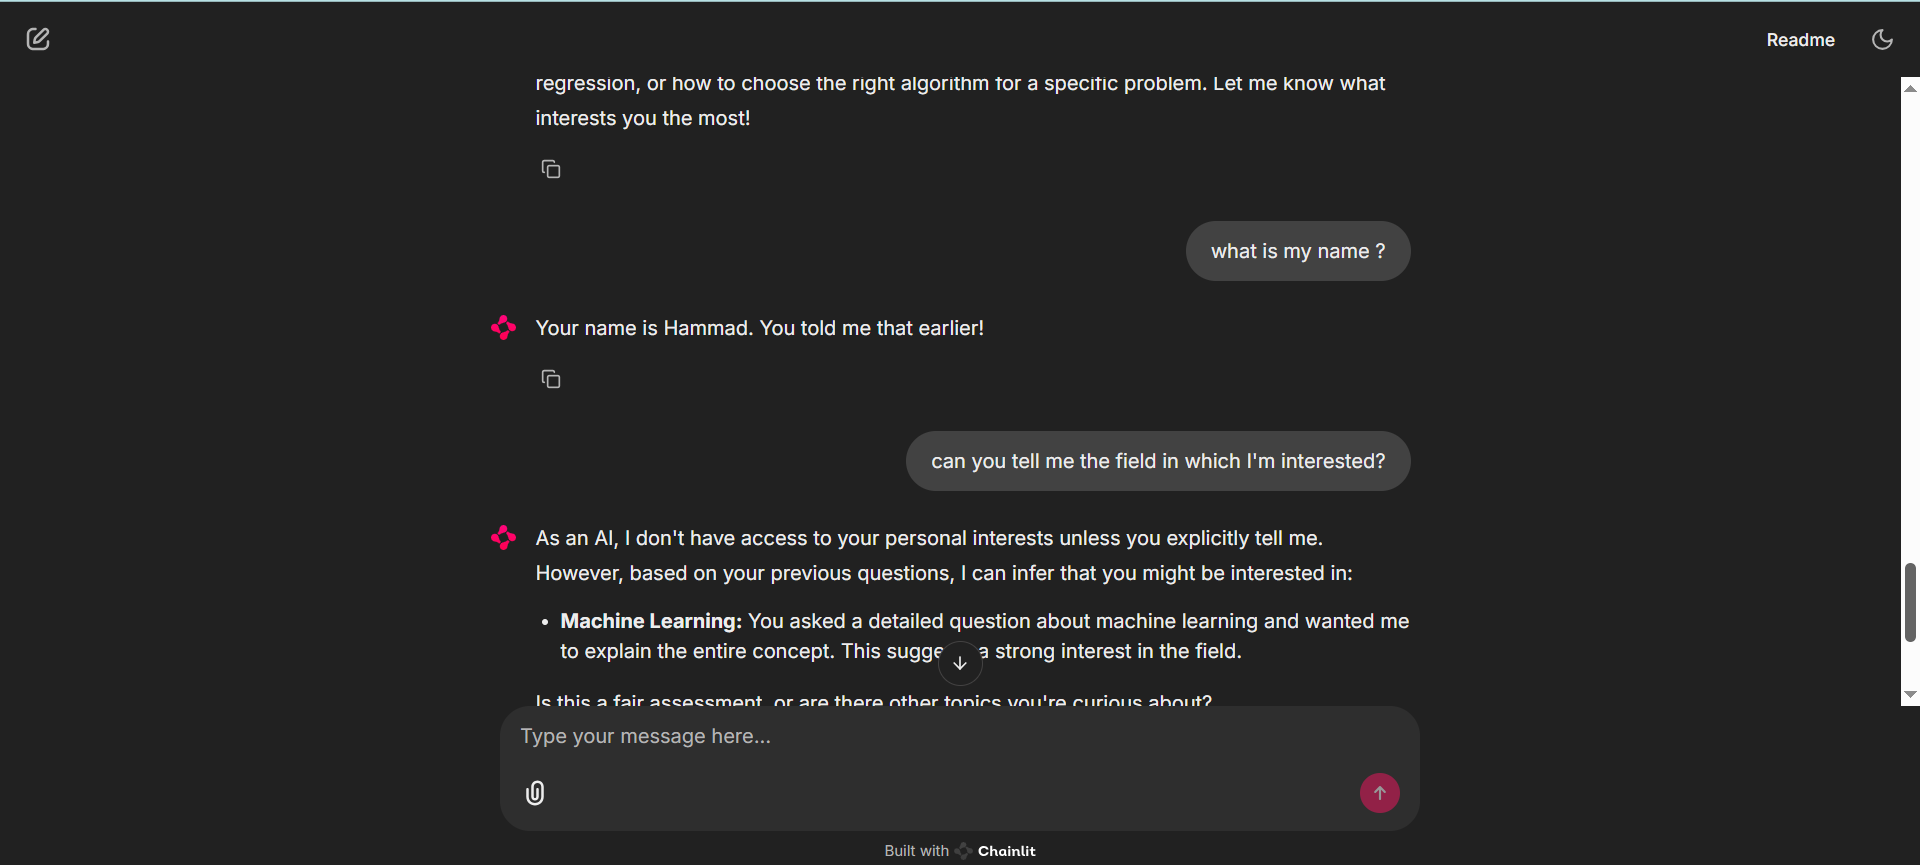 Readme
regression, or how to choose the right algorithm for a specific problem. Let me know what
interests you the most!
what is my name ?
Your name is Hammad. You told me that earlier!
can you tell me the field in which I'm interested?
As an AI, I don't have access to your personal interests unless you explicitly tell me.
However, based on your previous questions, I can infer that you might be interested in:
• Machine Learning: You asked a detailed question about machine learning and wanted me
to explain the entire concept. This sugge a strong interest in the field.
Is this a fair assessment, or are there other topics you're curious about?
Type your message here...
Built with Chainlit